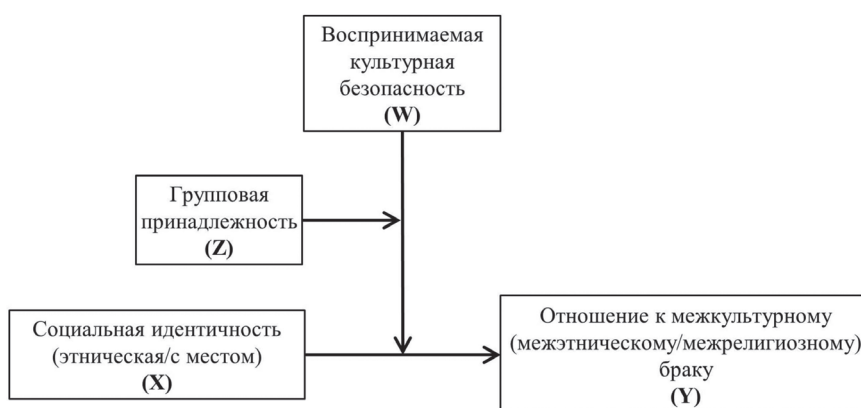 Воспринимаемая
культурная
безопасность
(W)
Групповая
принадлежность
(Z)
Социальная идентичность
(этническая/с местом)
(X)
Отношение к межкультурному
(межэтническому/межрелигиозному)
браку
(Y)